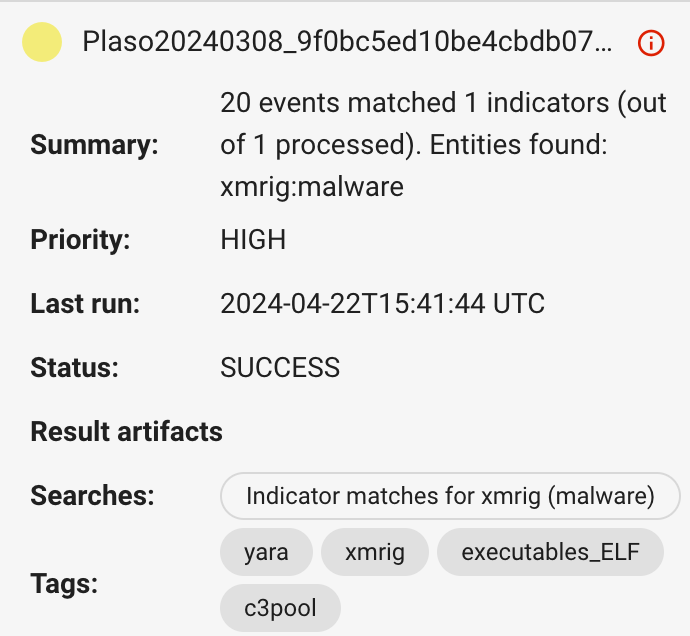 Plaso20240308_9f0bc5ed10be4cbdb07...
Summary:
20 events matched 1 indicators (out
of 1 processed). Entities found:
xmrig:malware
Priority:
HIGH
Last run:
2024-04-22T15:41:44 UTC
Status:
SUCCESS
Result artifacts
Searches:
Indicator matches for xmrig (malware)
Tags:
yara xmrig executables_ELF
c3pool